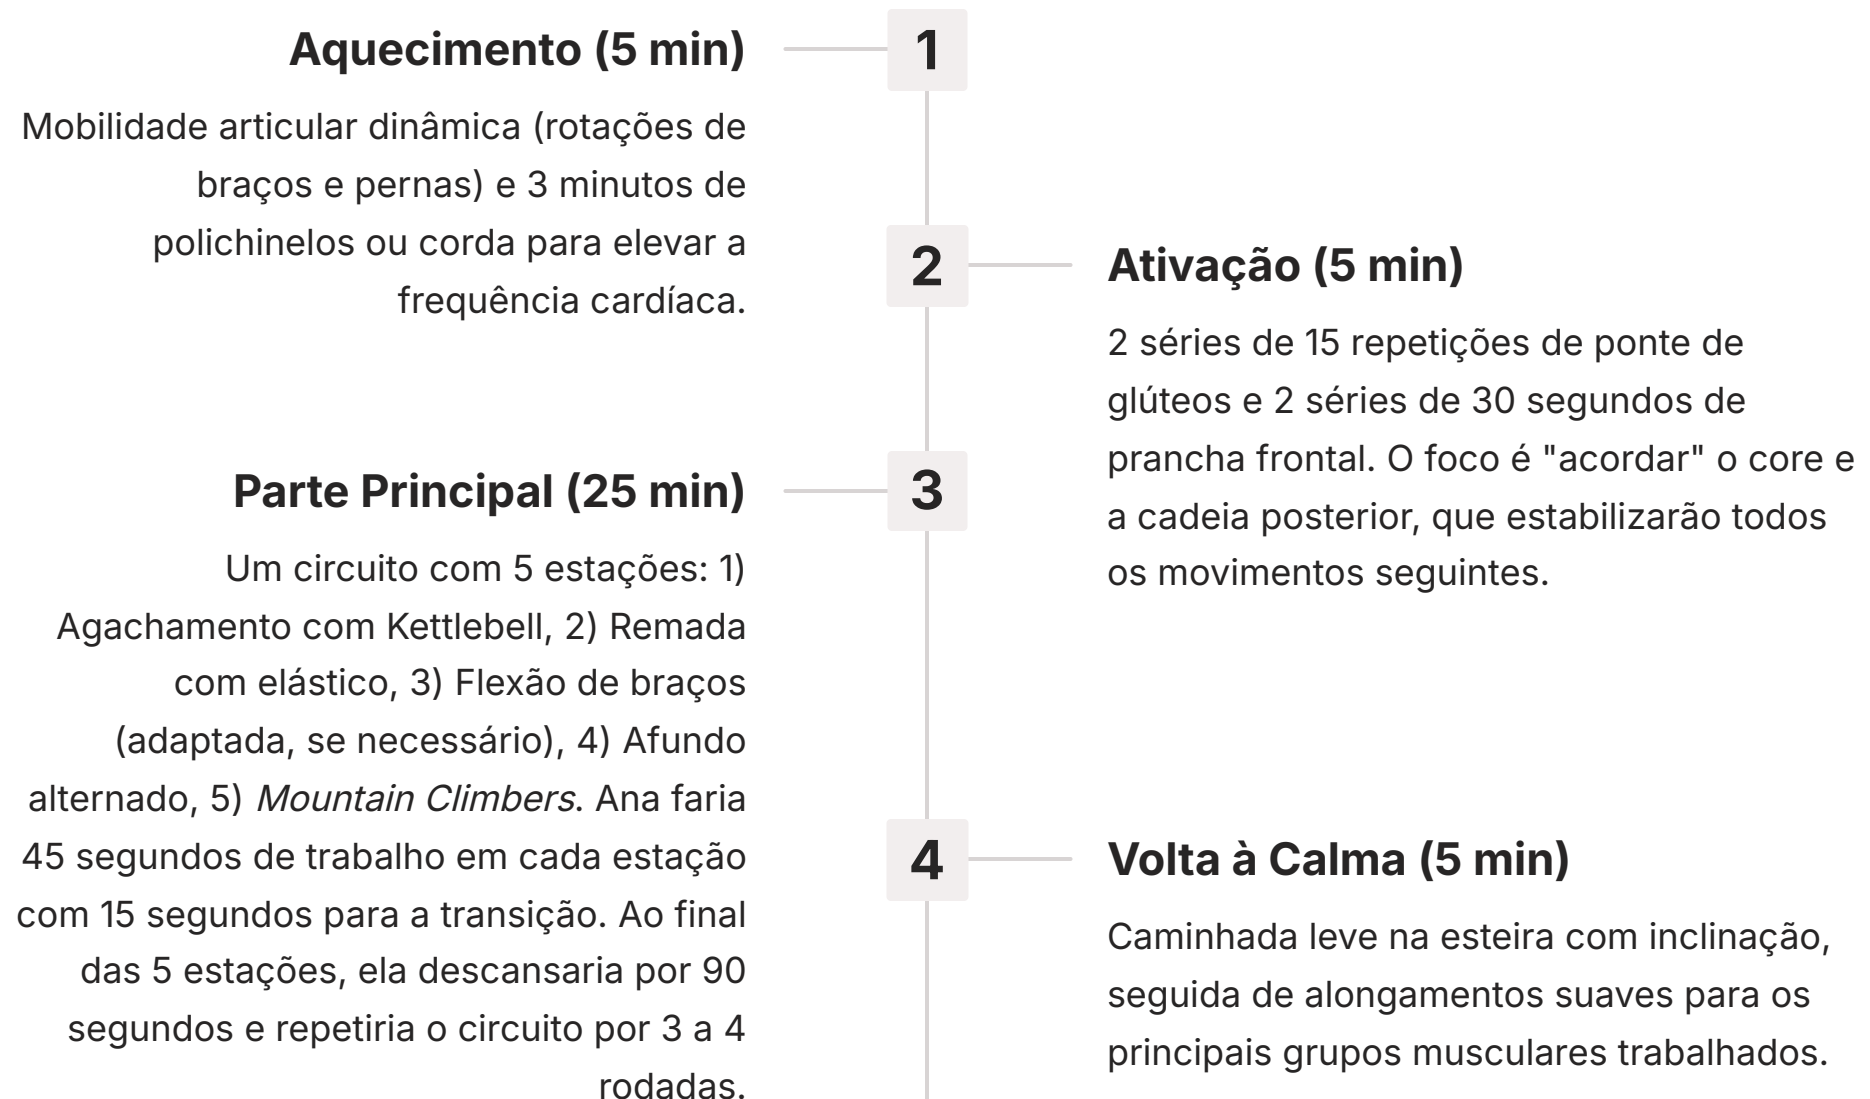 Aquecimento (5 min)
1
Mobilidade articular dinâmica (rotações de
braços e pernas) e 3 minutos de
polichinelos ou corda para elevar a
frequência cardíaca.
2
Ativação (5 min)
2 séries de 15 repetições de ponte de
glúteos e 2 séries de 30 segundos de
prancha frontal. O foco é "acordar" o core e
a cadeia posterior, que estabilizarão todos
os movimentos seguintes.
Parte Principal (25 min)
3
Um circuito com 5 estações: 1)
Agachamento com Kettlebell, 2) Remada
com elástico, 3) Flexão de braços
(adaptada, se necessário), 4) Afundo
alternado, 5) Mountain Climbers. Ana faria
45 segundos de trabalho em cada estação
com 15 segundos para a transição. Ao final
das 5 estações, ela descansaria por 90
segundos e repetiria o circuito por 3 a 4
rodadas.
4
Volta à Calma (5 min)
Caminhada leve na esteira com inclinação,
seguida de alongamentos suaves para os
principais grupos musculares trabalhados.